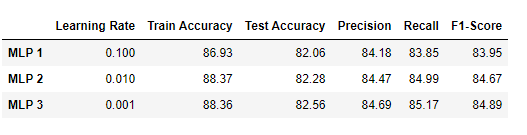 Learning Rate Train Accuracy Test Accuracy Precision Recall F1-Score
MLP 1 0.100 86.93 82.06 84.18 83.85 83.95
MLP 2 0.010 88.37 82.28 84.47 84.99 84.67
MLP 3 0.001 88.36 82.56 84.69 85.17 84.89